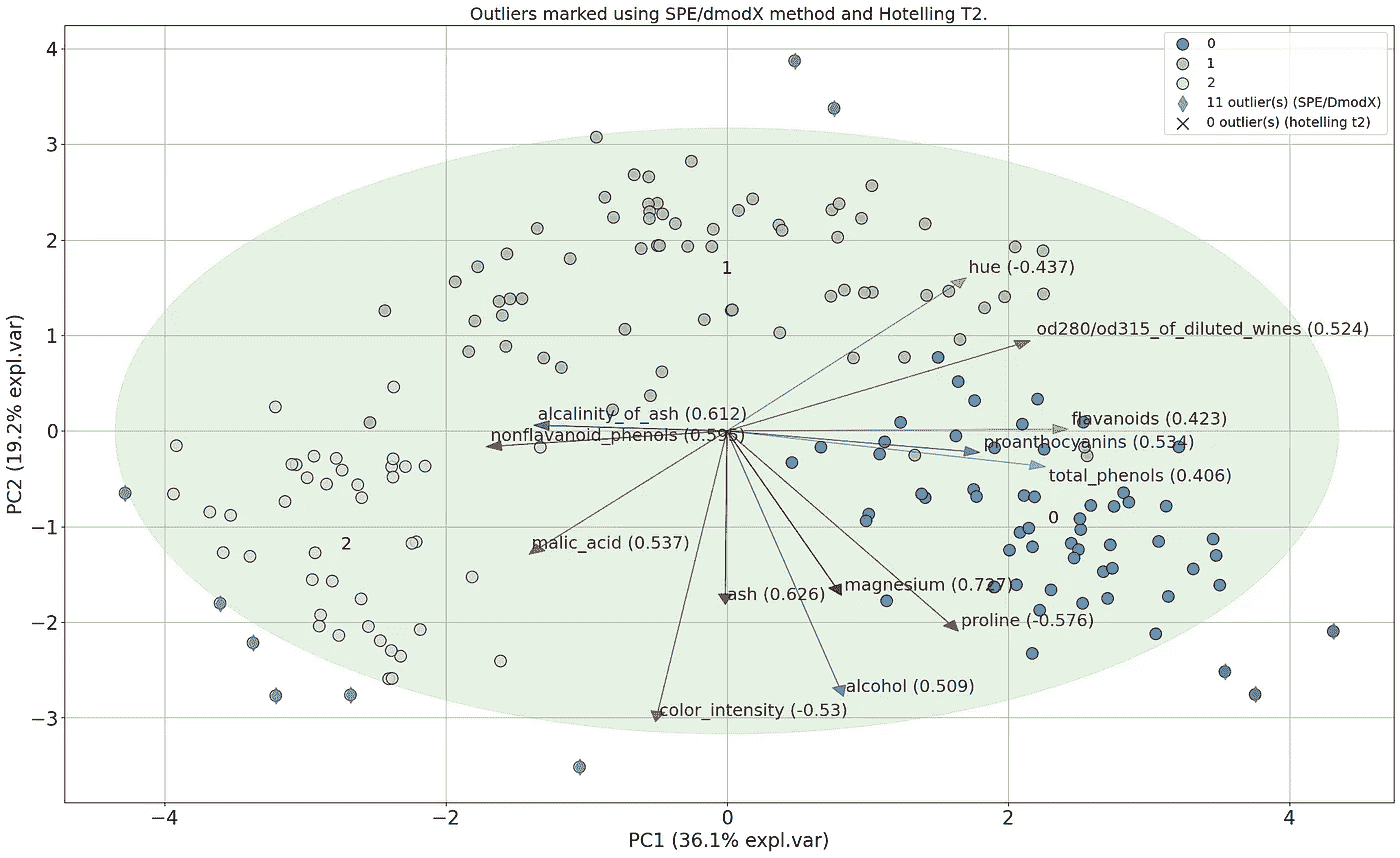 Outliers marked using SPE/dmodX method and Hotelling T2.
0
1
2
11 outlier(s) (SPE/DmodX)
0 outlier(s) (hotelling t2)
4
3
2
1
0
−1
−2
−3
PC2 (19.2% expl.var)
1
hue (-0.437)
od280/od315_of_diluted_wines (0.524)
alcalinity_of_ash (0.612)
flavanoids (0.423)
nonflavanoid_phenols (0.596)
proanthocyanins (0.534)
total_phenols (0.406)
0
2
malic_acid (0.537)
magnesium (0.727)
ash (0.626)
proline (-0.576)
alcohol (0.509)
color_intensity (-0.53)
−4
−2
0
2
4
PC1 (36.1% expl.var)